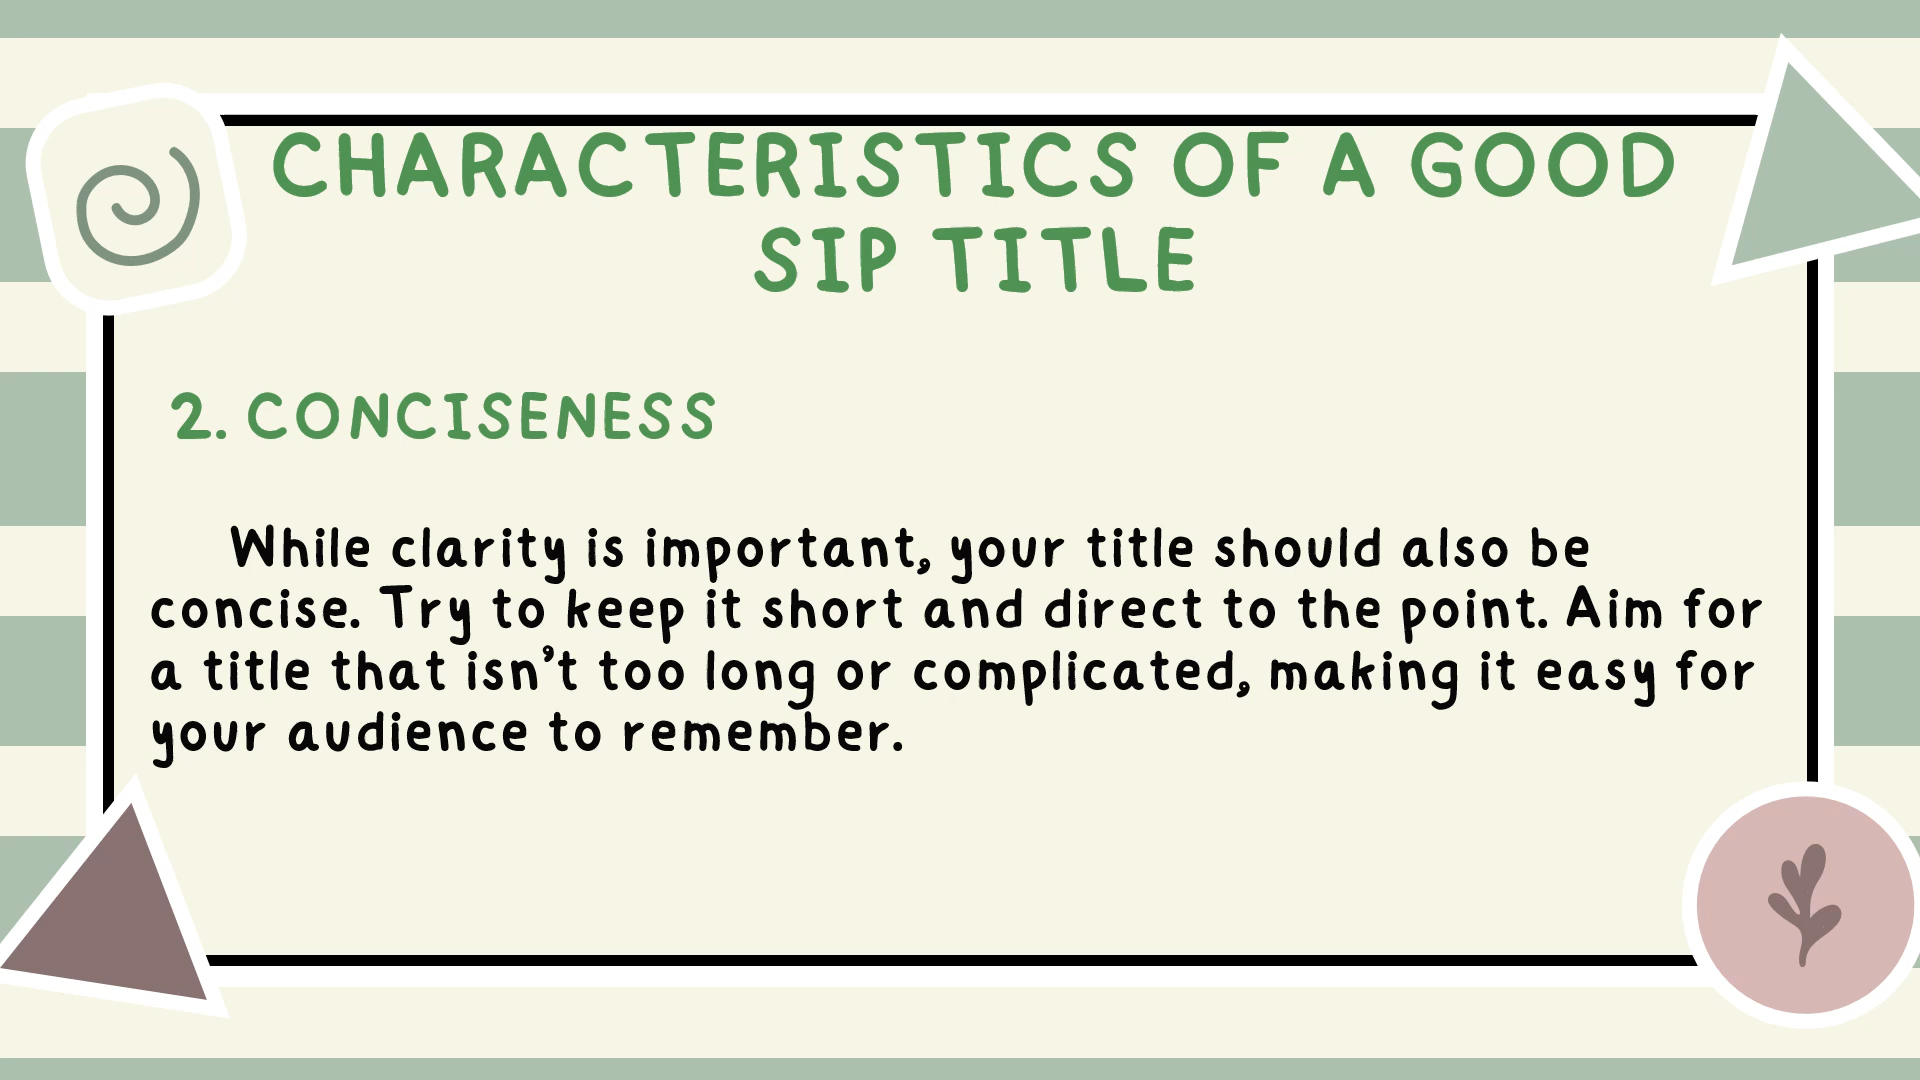 CHARACTERISTICS OF A GOOD
SIP TITLE
2. CONCISENESS
While clarity is important, your title should also be
concise. Try to keep it short and direct to the point. Aim for
a title that isn’t too long or complicated, making it easy for
your audience to remember.